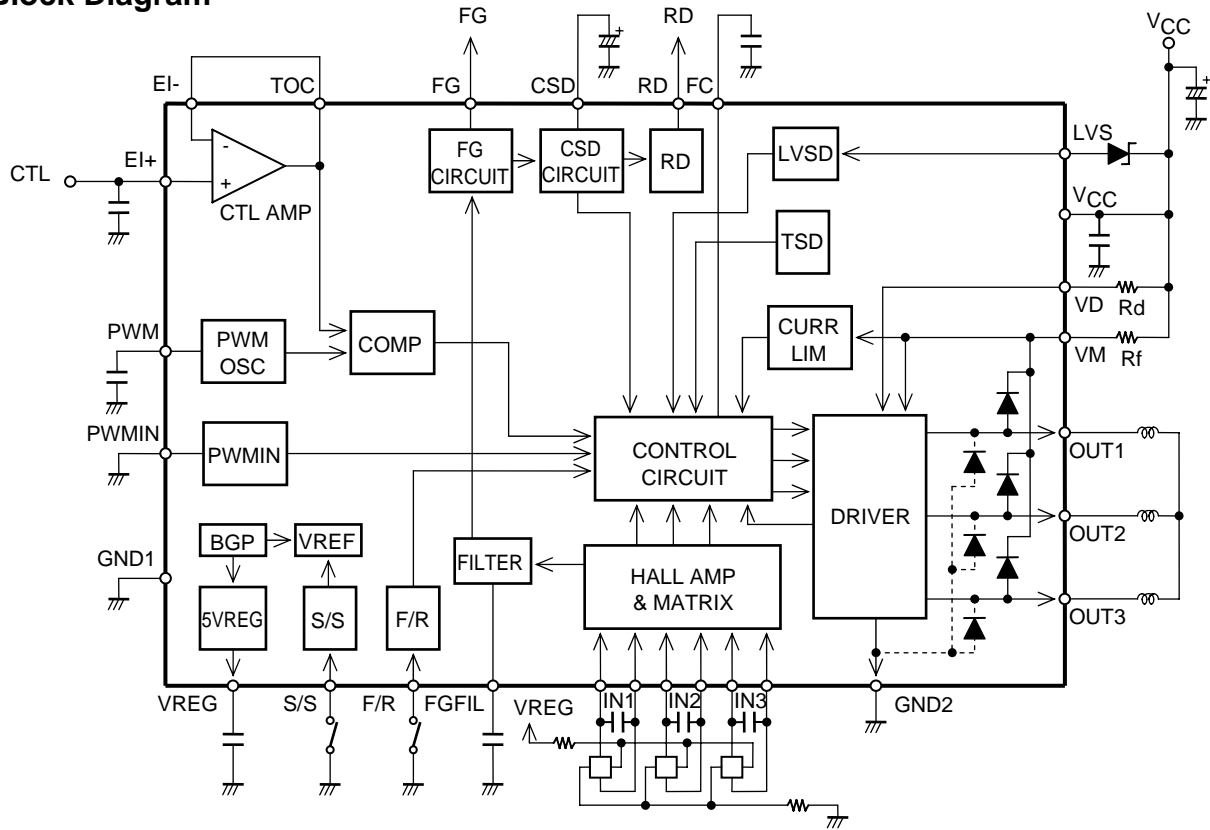 Block Diagram
FG
RD
VCC
EI-
TOC
FG
CSD
RD
FC
LVS
CTL
EI+
-
+
CTL AMP
FG CIRCUIT
CSD CIRCUIT
RD
LVSD
VCC
TSD
VD
Rd
PWM
PWM OSC
COMP
CURR LIM
VM
Rf
PWMIN
PWMIN
CONTROL CIRCUIT
DRIVER
OUT1
OUT2
OUT3
GND1
BGP
VREF
FILTER
HALL AMP & MATRIX
5VREG
S/S
F/R
VREG
S/S
F/R
FGFIL
IN1
IN2
IN3
GND2
VREG
+
+